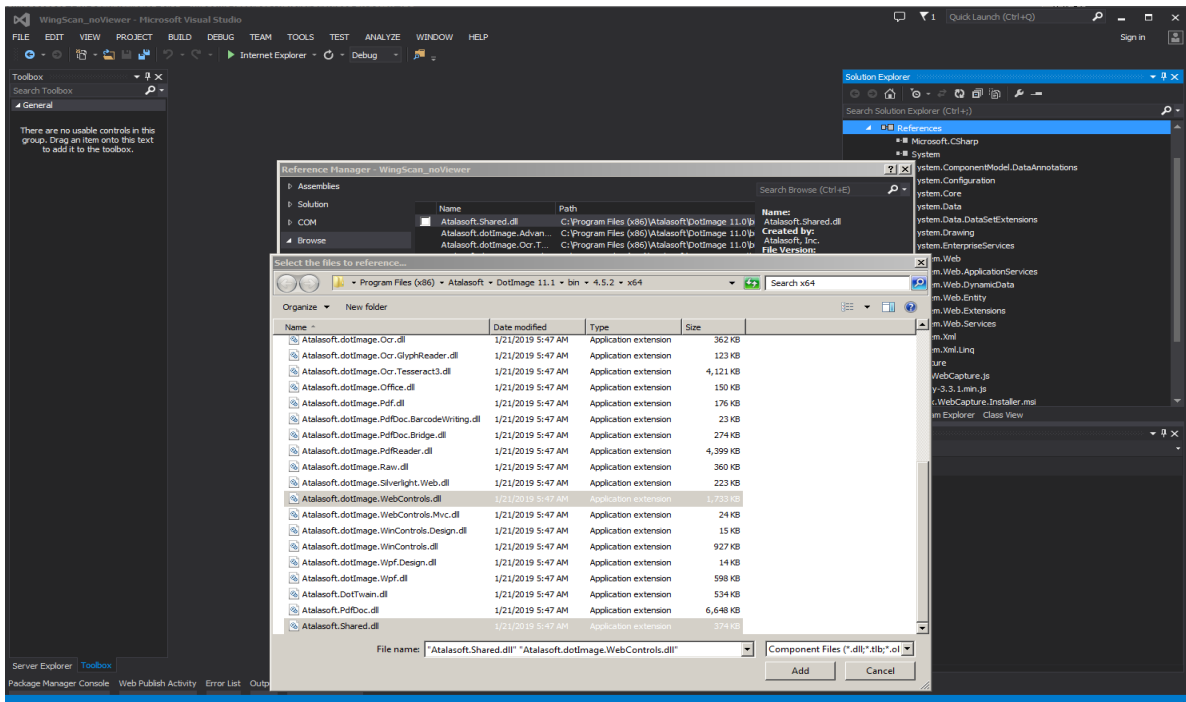 WingScan_noViewer - Microsoft Visual Studio
1
Quick Launch (Ctrl+Q)
FILE EDIT VIEW PROJECT BUILD DEBUG TEAM TOOLS TEST ANALYZE WINDOW HELP
Sign in
Internet Explorer Debug
Toolbox
Search Toolbox
General
There are no usable controls in this
group. Drag an item onto this text
to add it to the toolbox.
Solution Explorer
Search Solution Explorer (Ctrl+;)
References
Microsoft.CSharp
System
ystem.ComponentModel.DataAnnotations
ystem.Configuration
ystem.Core
ystem.Data
ystem.Data.DataSetExtensions
ystem.Drawing
ystem.EnterpriseServices
em.Web
em.Web.ApplicationServices
em.Web.DynamicData
em.Web.Entity
em.Web.Extensions
em.Web.Services
em.Xml
em.Xml.Linq
ure
WebCapture.js
y-3.3.1.min.js
x.WebCapture.Installer.msi
am Explorer Class View
Reference Manager - WingScan_noViewer
Assemblies
Solution
COM
Browse
Search Browse (Ctrl+E)
Name Path
Atalasoft.Shared.dll C:\Program Files (x86)\Atalasoft\DotImage 11.0\b
Atalasoft.dotImage.Advan... C:\Program Files (x86)\Atalasoft\DotImage 11.0\b
Atalasoft.dotImage.Ocr.T... C:\Program Files (x86)\Atalasoft\DotImage 11.0\b
Name:
Atalasoft.Shared.dll
Created by:
Atalasoft, Inc.
File Version:
Select the files to reference...
Program Files (x86) Atalasoft DotImage 11.1 bin 4.5.2 x64
Search x64
Organize New folder
Name Date modified Type Size
Atalasoft.dotImage.Ocr.dll 1/21/2019 5:47 AM Application extension 362 KB
Atalasoft.dotImage.Ocr.GlyphReader.dll 1/21/2019 5:47 AM Application extension 123 KB
Atalasoft.dotImage.Ocr.Tesseract3.dll 1/21/2019 5:47 AM Application extension 4,121 KB
Atalasoft.dotImage.Office.dll 1/21/2019 5:47 AM Application extension 150 KB
Atalasoft.dotImage.Pdf.dll 1/21/2019 5:47 AM Application extension 176 KB
Atalasoft.dotImage.PdfDoc.BarcodeWriting.dll 1/21/2019 5:47 AM Application extension 23 KB
Atalasoft.dotImage.PdfDoc.Bridge.dll 1/21/2019 5:47 AM Application extension 274 KB
Atalasoft.dotImage.PdfReader.dll 1/21/2019 5:47 AM Application extension 4,399 KB
Atalasoft.dotImage.Raw.dll 1/21/2019 5:47 AM Application extension 360 KB
Atalasoft.dotImage.Silverlight.Web.dll 1/21/2019 5:47 AM Application extension 223 KB
Atalasoft.dotImage.WebControls.dll 1/21/2019 5:47 AM Application extension 1,733 KB
Atalasoft.dotImage.WebControls.Mvc.dll 1/21/2019 5:47 AM Application extension 24 KB
Atalasoft.dotImage.WinControls.Design.dll 1/21/2019 5:47 AM Application extension 15 KB
Atalasoft.dotImage.WinControls.dll 1/21/2019 5:47 AM Application extension 927 KB
Atalasoft.dotImage.Wpf.Design.dll 1/21/2019 5:47 AM Application extension 14 KB
Atalasoft.dotImage.Wpf.dll 1/21/2019 5:47 AM Application extension 598 KB
Atalasoft.DotTwain.dll 1/21/2019 5:47 AM Application extension 534 KB
Atalasoft.PdfDoc.dll 1/21/2019 5:47 AM Application extension 6,648 KB
Atalasoft.Shared.dll 1/21/2019 5:47 AM Application extension 374 KB
File name: "Atalasoft.Shared.dll" "Atalasoft.dotImage.WebControls.dll"
Component Files (*.dll;*.tlb;*.ol
Add Cancel
Server Explorer Toolbox
Package Manager Console Web Publish Activity Error List Outp